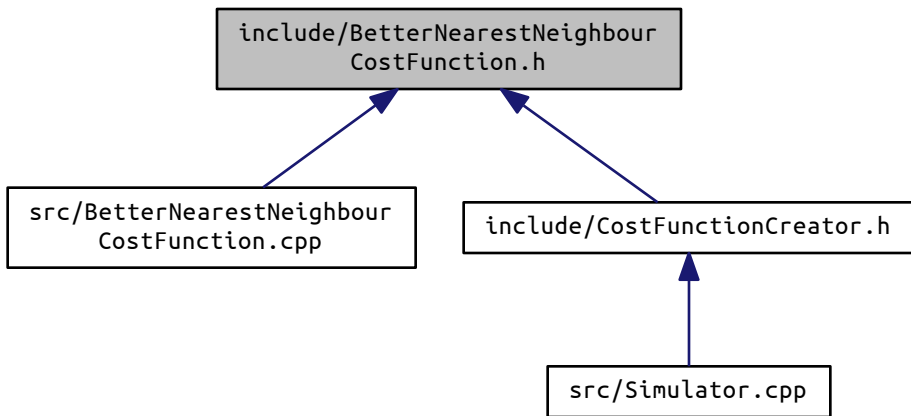 include/BetterNearestNeighbour
CostFunction.h
src/BetterNearestNeighbour
CostFunction.cpp
include/CostFunctionCreator.h
src/Simulator.cpp